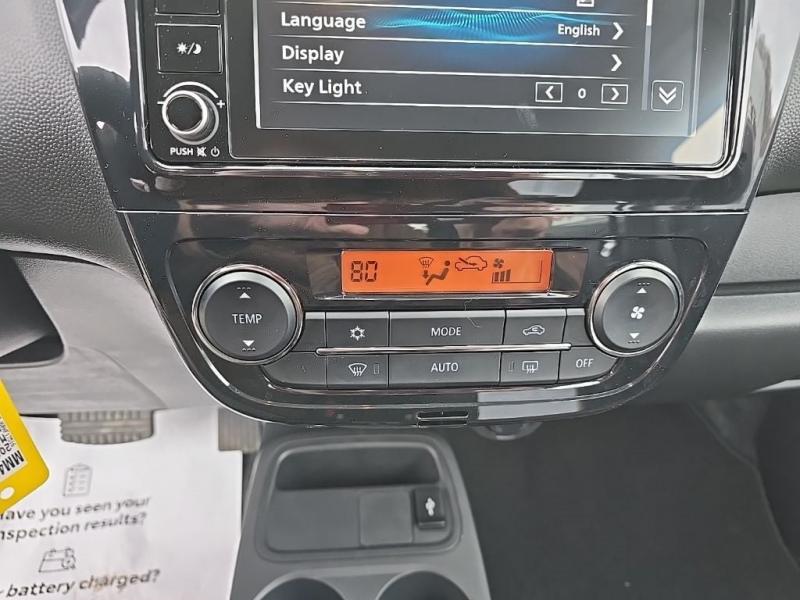 Language
English
Display
Key Light
0
PUSH
80
TEMP
MODE
AUTO
OFF
MM4
ave you seen your
nspection results?
battery charged?